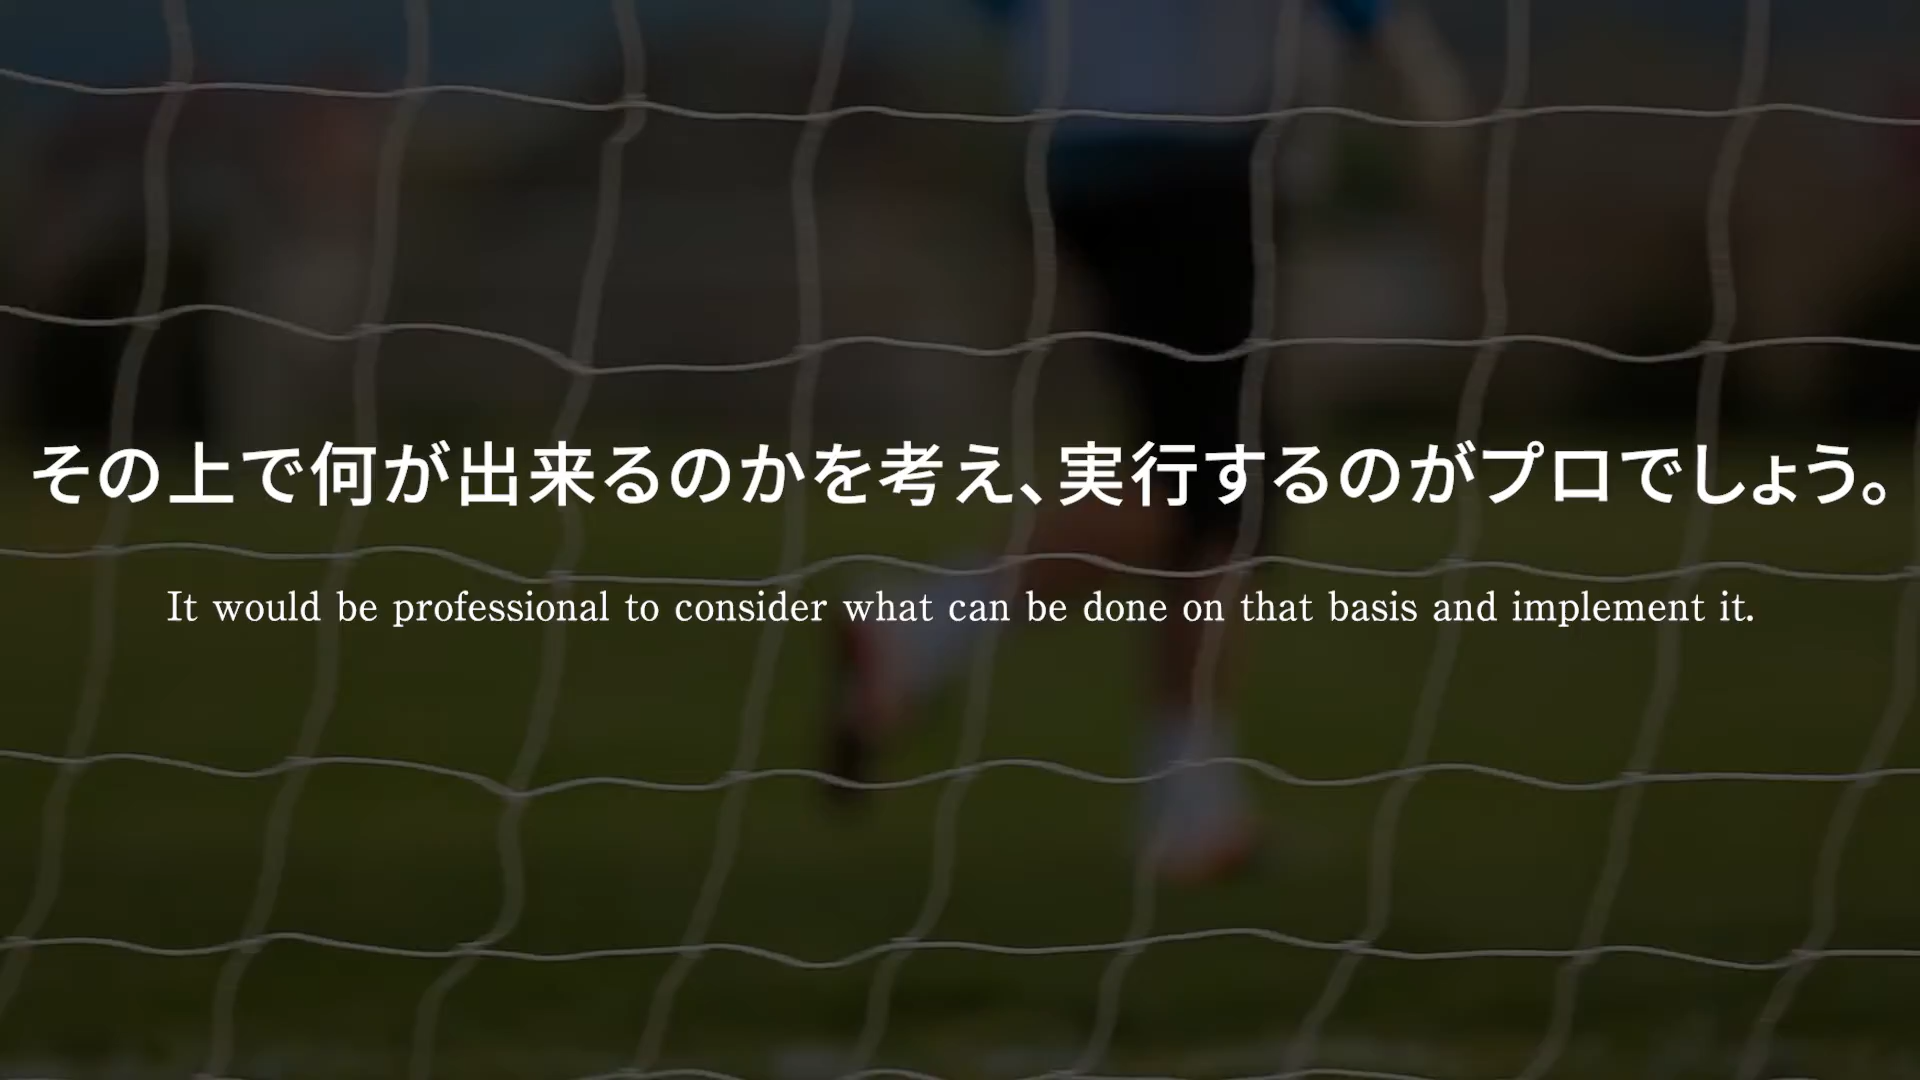 その上で何が出来るのかを考え、実行するのがプロでしょう。
It would be professional to consider what can be done on that basis and implement it.